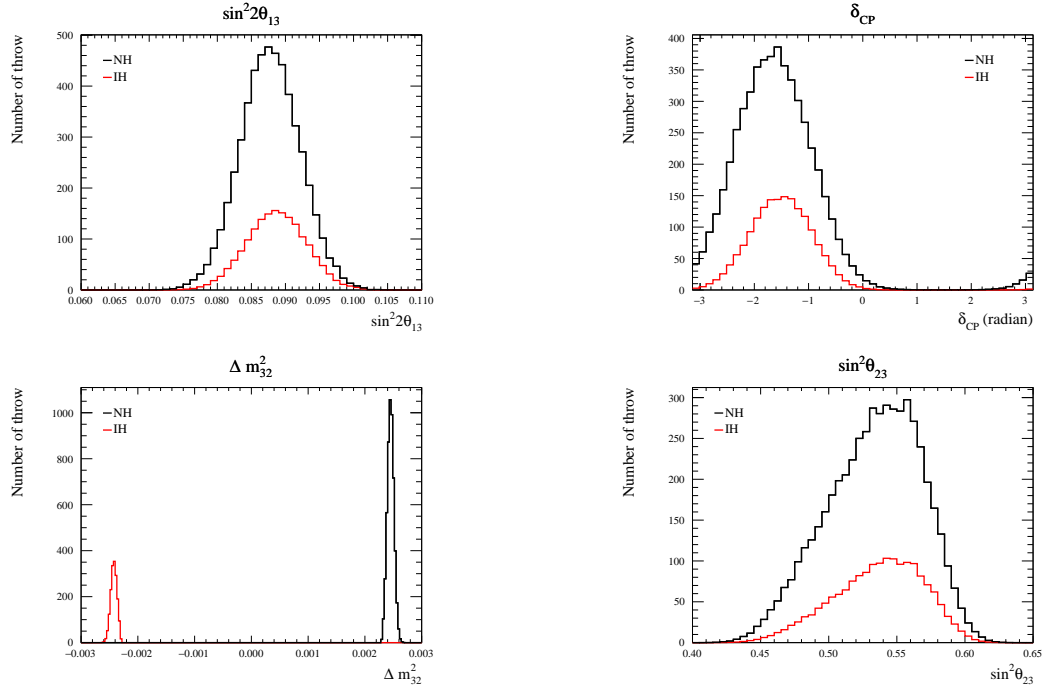 sin²2θ₁₃
Number of throw
500
400
300
200
100
0
NH
IH
0.060 0.065 0.070 0.075 0.080 0.085 0.090 0.095 0.100 0.105 0.110
sin²2θ₁₃
δCP
Number of throw
400
350
300
250
200
150
100
50
0
NH
IH
−3 −2 −1 0 1 2 3
δCP (radian)
Δ m²₃₂
Number of throw
1000
800
600
400
200
0
NH
IH
−0.003 −0.002 −0.001 0.000 0.001 0.002 0.003
Δ m²₃₂
sin²θ₂₃
Number of throw
300
250
200
150
100
50
0
NH
IH
0.40 0.45 0.50 0.55 0.60 0.65
sin²θ₂₃